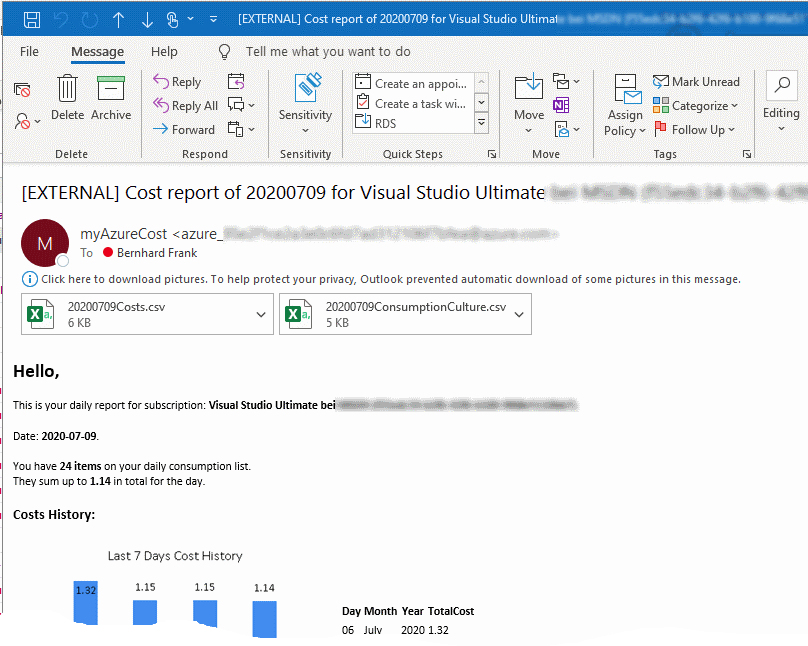 [EXTERNAL] Cost report of 20200709 for Visual Studio Ultimate
File Message Help Tell me what you want to do
Delete
Archive
Reply
Reply All
Forward
Sensitivity
Create an appoi...
Create a task wi...
RDS
Move
Assign
Policy
Mark Unread
Categorize
Follow Up
Editing
Delete Respond Sensitivity Quick Steps Move Tags
[EXTERNAL] Cost report of 20200709 for Visual Studio Ultimate
M
myAzureCost <azure_
To Bernhard Frank
Click here to download pictures. To help protect your privacy, Outlook prevented automatic download of some pictures in this message.
20200709Costs.csv
6 KB
20200709ConsumptionCulture.csv
5 KB
Hello,
This is your daily report for subscription: Visual Studio Ultimate bei
Date: 2020-07-09.
You have 24 items on your daily consumption list.
They sum up to 1.14 in total for the day.
Costs History:
Last 7 Days Cost History
1.32 1.15 1.15 1.14
Day Month Year TotalCost
06 July 2020 1.32